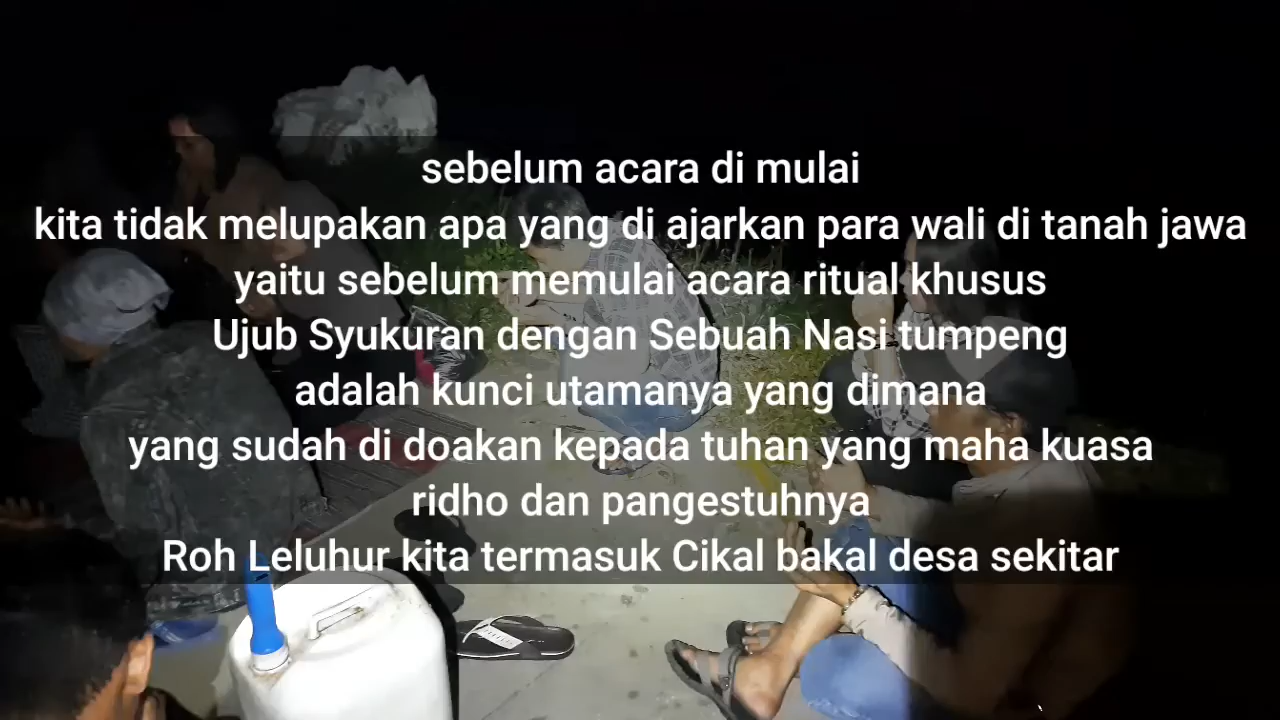 sebelum acara di mulai
kita tidak melupakan apa yang di ajarkan para wali di tanah jawa
yaitu sebelum memulai acara ritual khusus
Ujub Syukuran dengan Sebuah Nasi tumpeng
adalah kunci utamanya yang dimana
yang sudah di doakan kepada tuhan yang maha kuasa
ridho dan pangestuhnya
Roh Leluhur kita termasuk Cikal bakal desa sekitar